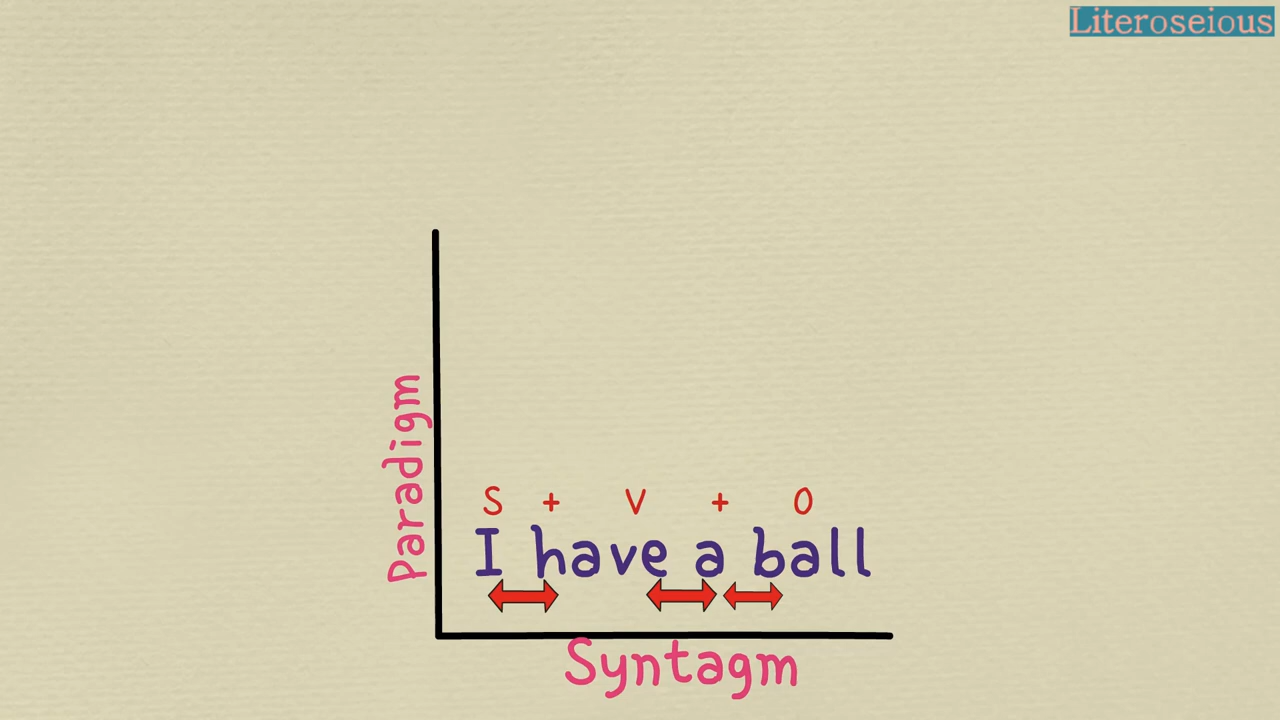 Literoseious
Paradigm
S + V + O
I have a ball
Syntagm